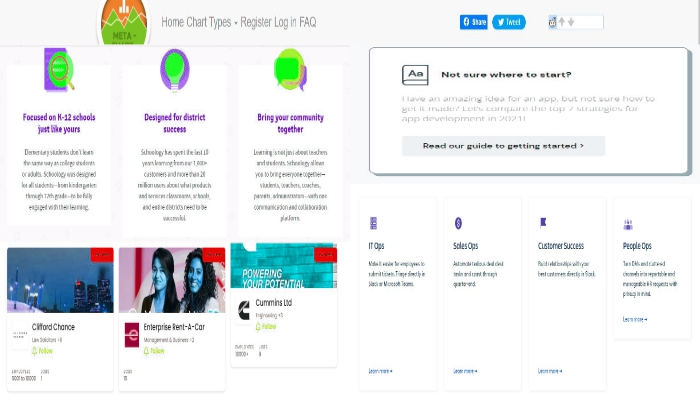 META -
CHART
Home Chart Types Register Log in FAQ
Share
Tweet
Focused on K-12 schools
just like yours
Elementary students don't learn
the same way as college students
or adults. Schoology was designed
for all students—from kindergarten
through 12th grade—to be fully
engaged with their learning.
Designed for district
success
Schoology has spent the last 10
years learning from our 1,600+
customers and more than 20
million users about what products
and services classrooms, schools,
and entire districts need to be
successful.
Bring your community
together
Learning is not just about teachers
and students. Schoology allows
you to bring everyone together—
students, teachers, coaches,
parents, administrators—with one
communication and collaboration
platform.
Aa
Not sure where to start?
Have an amazing idea for an app, but not sure how to
get it made? Let's compare the top 7 strategies for
app development in 2021!
Read our guide to getting started >
Clifford Chance
Law Solicitors +8
Follow
EMPLOYEES
5001 to 10000
JOBS
1
Enterprise Rent-A-Car
Management & Business +2
Follow
JOBS
10
POWERING
YOUR POTENTIAL
Cummins Ltd
Engineering +3
Follow
EMPLOYEES
10000+
JOBS
8
IT Ops
Make it easier for employees to
submit tickets. Triage directly in
Slack or Microsoft Teams.
Learn more →
Sales Ops
Automate tedious deal desk
tasks and coast through
quarter-end.
Learn more →
Customer Success
Build relationships with your
best customers directly in Slack.
Learn more →
People Ops
Turn DMs and cluttered
channels into reportable and
manageable HR requests with
privacy in mind.
Learn more →